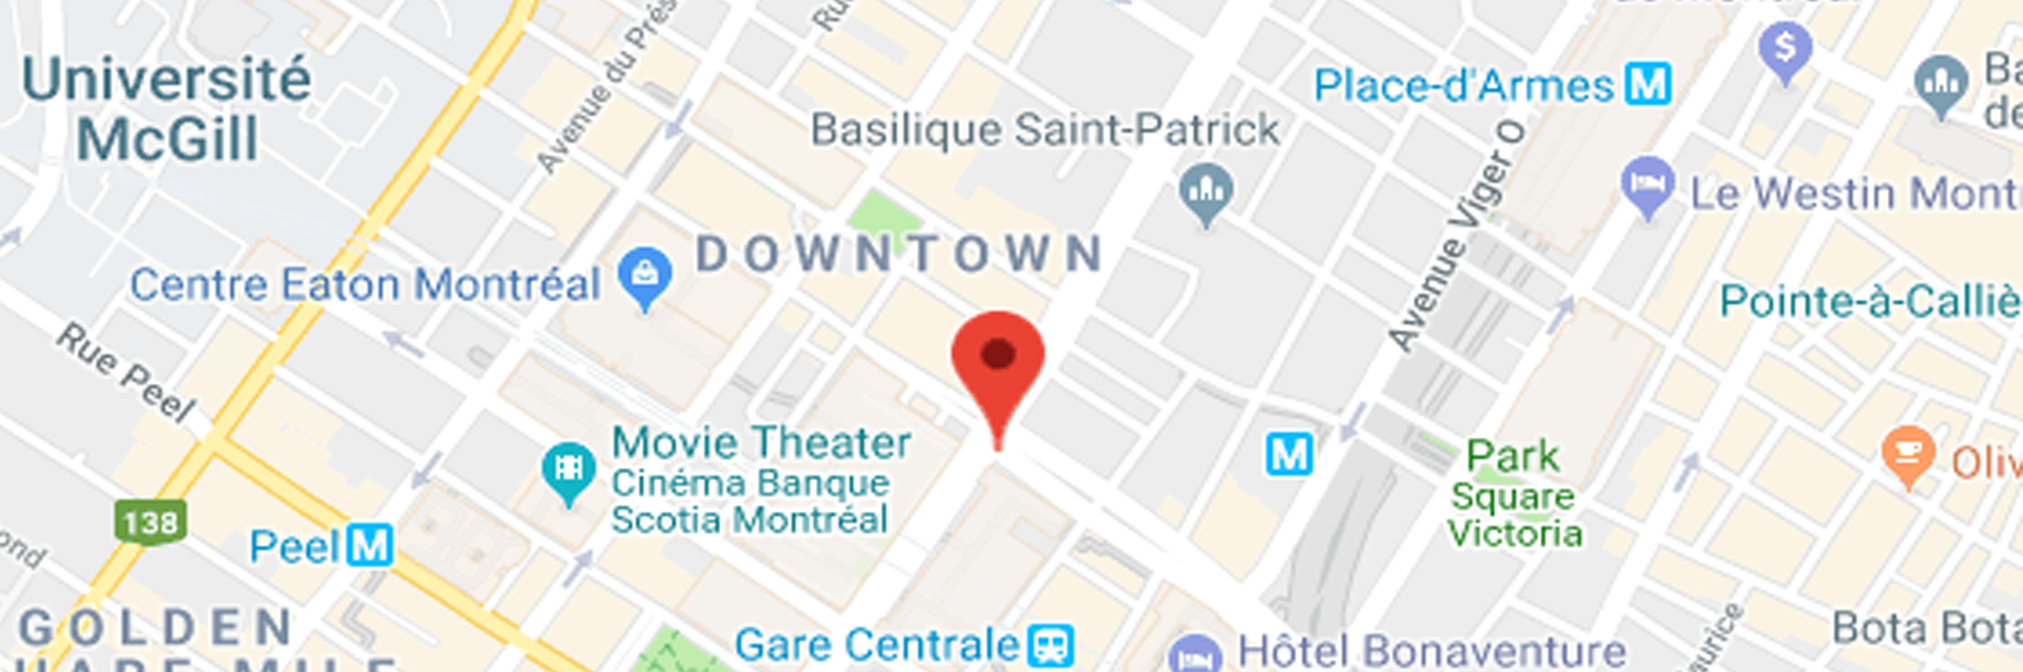 Université
McGill
Avenue du Prés
Ru
Basilique Saint-Patrick
Place-d'Armes M
$
Ba
de
Avenue Viger O
Le Westin Mont
DOWNTOWN
Centre Eaton Montréal
Pointe-à-Calliè
Rue Peel
Movie Theater
Cinéma Banque
Scotia Montréal
M
Park
Square
Victoria
Oliv
138
Peel M
ond
GOLDEN
Gare Centrale
Hôtel Bonaventure
aurice
Bota Bota